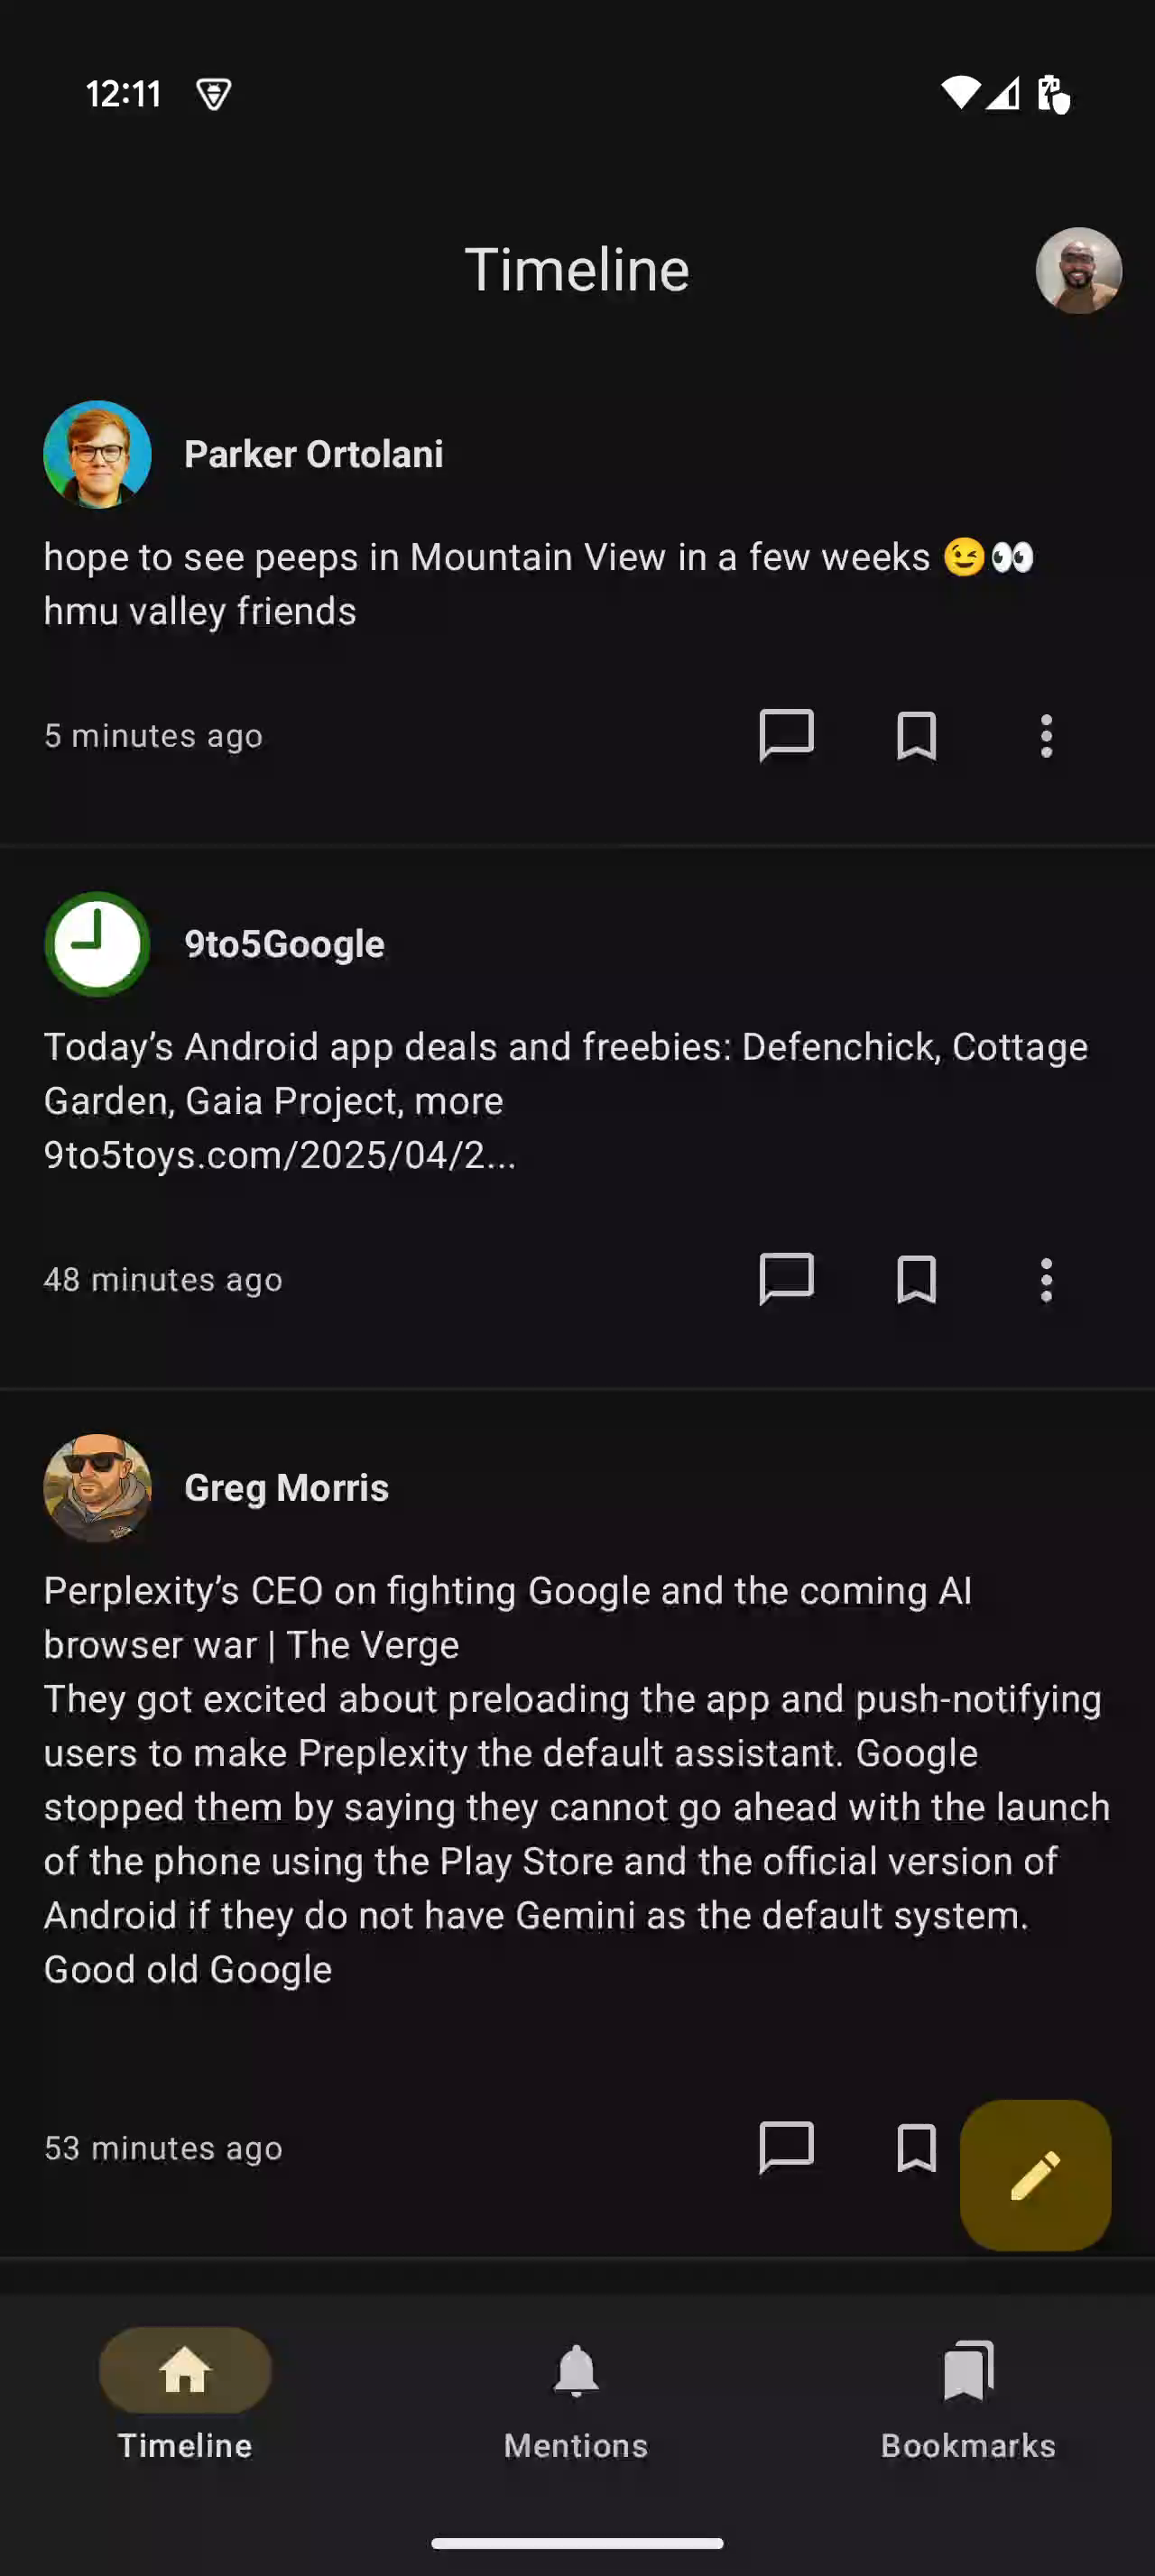 12:11
Timeline
Parker Ortolani
hope to see peeps in Mountain View in a few weeks 😉👀
hmu valley friends
5 minutes ago
9to5Google
Today’s Android app deals and freebies: Defenchick, Cottage
Garden, Gaia Project, more
9to5toys.com/2025/04/2...
48 minutes ago
Greg Morris
Perplexity’s CEO on fighting Google and the coming AI
browser war | The Verge
They got excited about preloading the app and push-notifying
users to make Preplexity the default assistant. Google
stopped them by saying they cannot go ahead with the launch
of the phone using the Play Store and the official version of
Android if they do not have Gemini as the default system.
Good old Google
53 minutes ago
Timeline
Mentions
Bookmarks